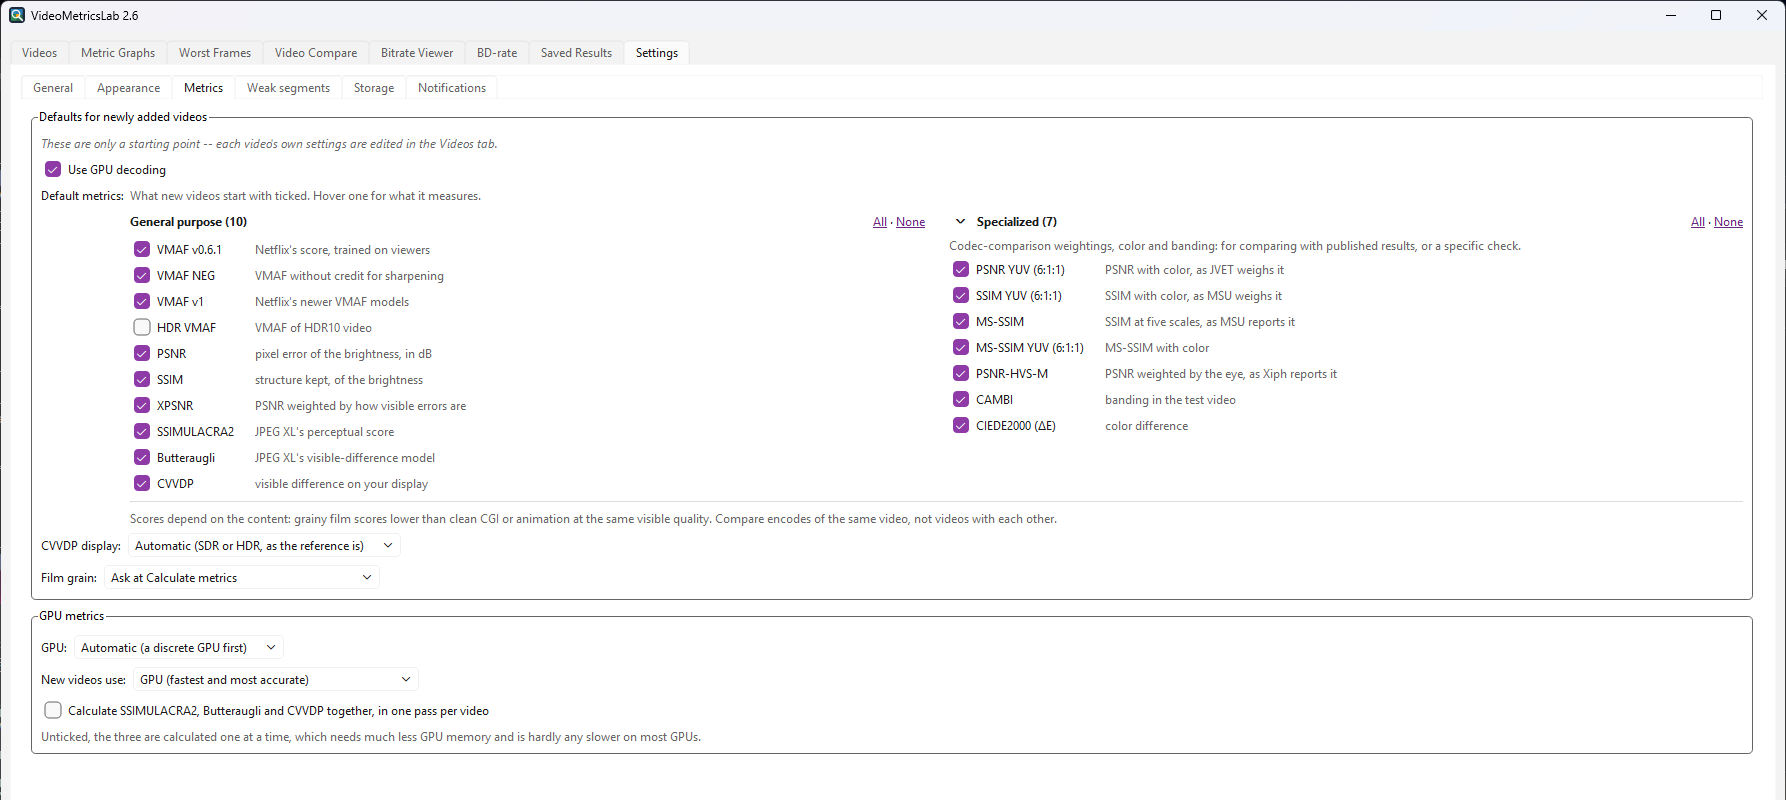 VideoMetricsLab 2.6
Videos Metric Graphs Worst Frames Video Compare Bitrate Viewer BD-rate Saved Results Settings
General Appearance Metrics Weak segments Storage Notifications
Defaults for newly added videos
These are only a starting point -- each video's own settings are edited in the Videos tab.
Use GPU decoding
Default metrics: What new videos start with ticked. Hover one for what it measures.
General purpose (10) All · None
VMAF v0.6.1 Netflix's score, trained on viewers
VMAF NEG VMAF without credit for sharpening
VMAF v1 Netflix's newer VMAF models
HDR VMAF VMAF of HDR10 video
PSNR pixel error of the brightness, in dB
SSIM structure kept, of the brightness
XPSNR PSNR weighted by how visible errors are
SSIMULACRA2 JPEG XL's perceptual score
Butteraugli JPEG XL's visible-difference model
CVVDP visible difference on your display
Specialized (7) All · None
Codec-comparison weightings, color and banding: for comparing with published results, or a specific check.
PSNR YUV (6:1:1) PSNR with color, as JVET weighs it
SSIM YUV (6:1:1) SSIM with color, as MSU weighs it
MS-SSIM SSIM at five scales, as MSU reports it
MS-SSIM YUV (6:1:1) MS-SSIM with color
PSNR-HVS-M PSNR weighted by the eye, as Xiph reports it
CAMBI banding in the test video
CIEDE2000 (ΔE) color difference
Scores depend on the content: grainy film scores lower than clean CGI or animation at the same visible quality. Compare encodes of the same video, not videos with each other.
CVVDP display: Automatic (SDR or HDR, as the reference is)
Film grain: Ask at Calculate metrics
GPU metrics
GPU: Automatic (a discrete GPU first)
New videos use: GPU (fastest and most accurate)
Calculate SSIMULACRA2, Butteraugli and CVVDP together, in one pass per video
Unticked, the three are calculated one at a time, which needs much less GPU memory and is hardly any slower on most GPUs.